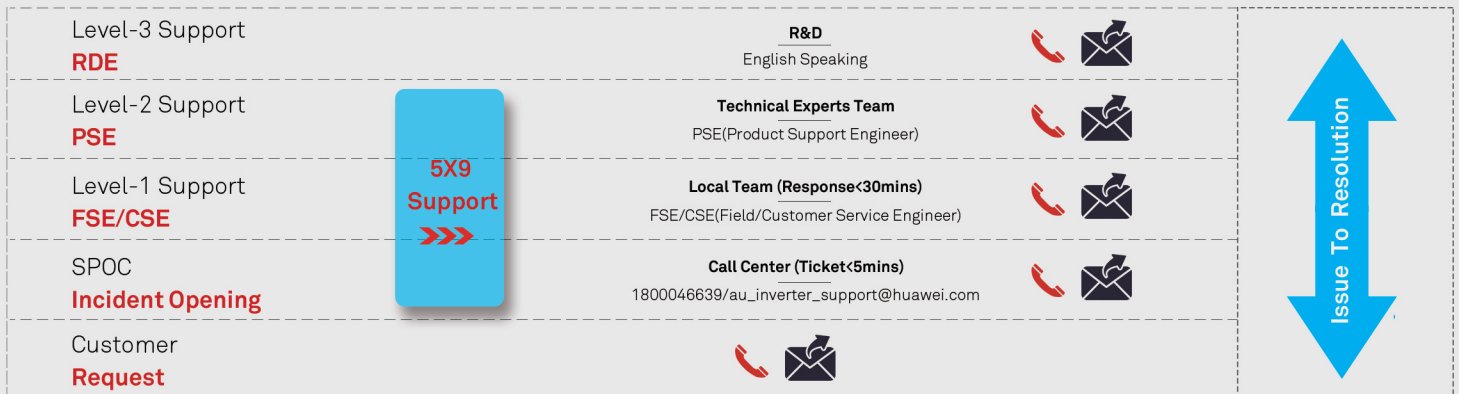 Level-3 Support
RDE
R&D
English Speaking
Level-2 Support
PSE
Technical Experts Team
PSE(Product Support Engineer)
5X9
Support
Level-1 Support
FSE/CSE
Local Team (Response<30mins)
FSE/CSE(Field/Customer Service Engineer)
SPOC
Incident Opening
Call Center (Ticket<5mins)
1800046639/au_inverter_support@huawei.com
Customer
Request
Issue To Resolution